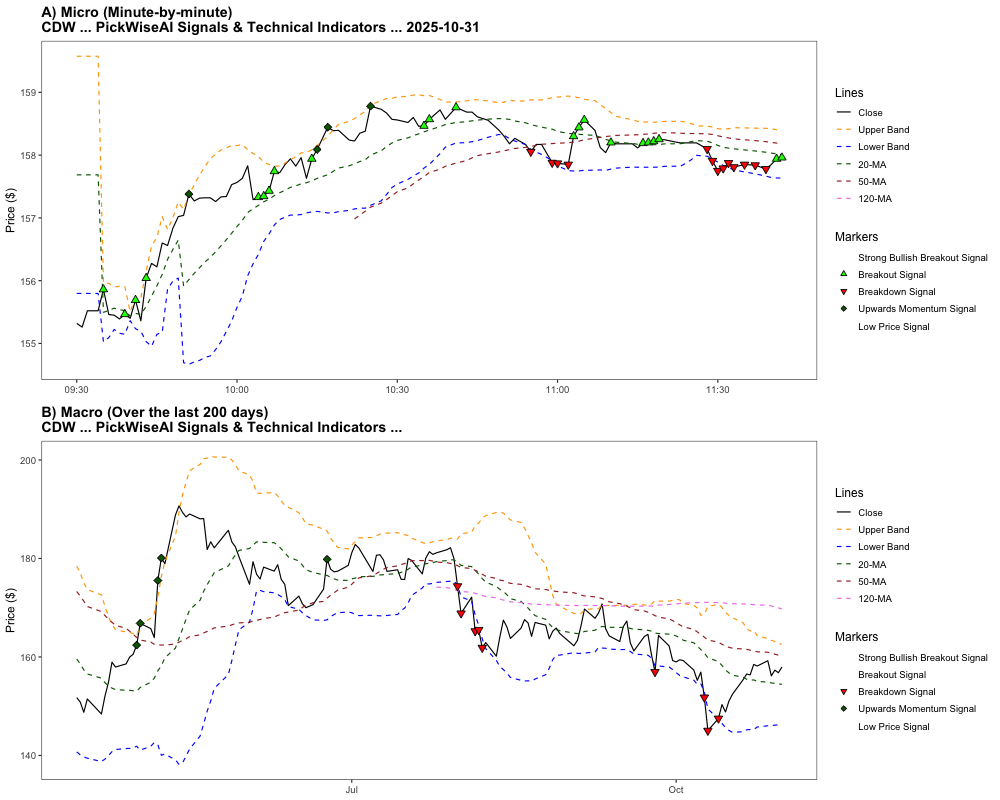 A) Micro (Minute-by-minute)
CDW ... PickWiseAI Signals & Technical Indicators ... 2025-10-31
Price ($)
159
158
157
156
155
09:30
10:00
10:30
11:00
11:30
Lines
Close
Upper Band
Lower Band
20-MA
50-MA
120-MA
Markers
Strong Bullish Breakout Signal
Breakout Signal
Breakdown Signal
Upwards Momentum Signal
Low Price Signal
B) Macro (Over the last 200 days)
CDW ... PickWiseAI Signals & Technical Indicators ...
Price ($)
200
180
160
140
Jul
Oct
Lines
Close
Upper Band
Lower Band
20-MA
50-MA
120-MA
Markers
Strong Bullish Breakout Signal
Breakout Signal
Breakdown Signal
Upwards Momentum Signal
Low Price Signal